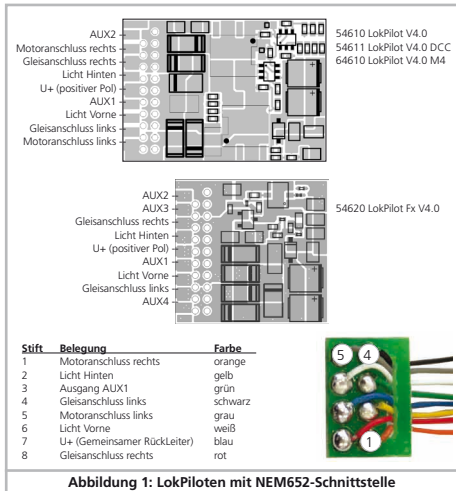 AUX2
Motoranschluss rechts
Gleisanschluss rechts
Licht Hinten
U+ (positiver Pol)
AUX1
Licht Vorne
Gleisanschluss links
Motoranschluss links
54610 LokPilot V4.0
54611 LokPilot V4.0 DCC
64610 LokPilot V4.0 M4
AUX2
AUX3
Gleisanschluss rechts
Licht Hinten
U+ (positiver Pol)
AUX1
Licht Vorne
Gleisanschluss links
AUX4
54620 LokPilot Fx V4.0
Stift Belegung Farbe
1 Motoranschluss rechts orange
2 Licht Hinten gelb
3 Ausgang AUX1 grün
4 Gleisanschluss links schwarz
5 Motoranschluss links grau
6 Licht Vorne weiß
7 U+ (Gemeinsamer RückLeiter) blau
8 Gleisanschluss rechts rot
5 4
1
Abbildung 1: LokPiloten mit NEM652-Schnittstelle